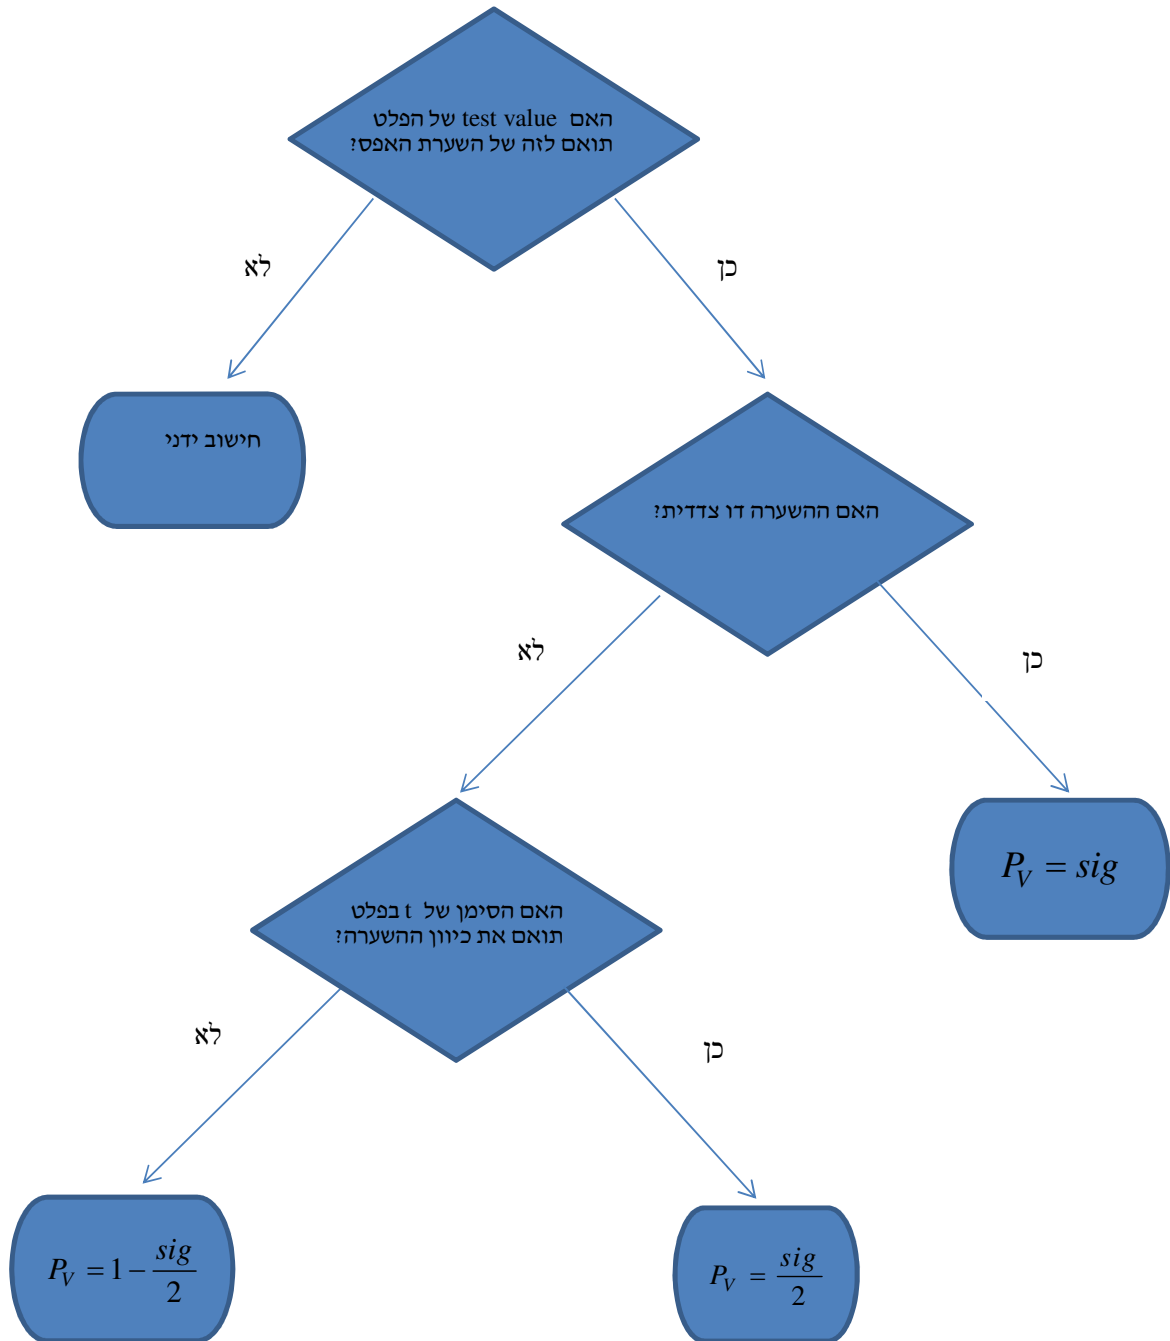 האם test value של הפלט
תואם לזה של השערת האפס?
לא
כן
חישוב ידני
האם ההשערה דו צדדית?
לא
כן
P_V = sig
האם הסימן של t בפלט
תואם את כיוון ההשערה?
לא
כן
P_V = 1 - sig/2
P_V = sig/2